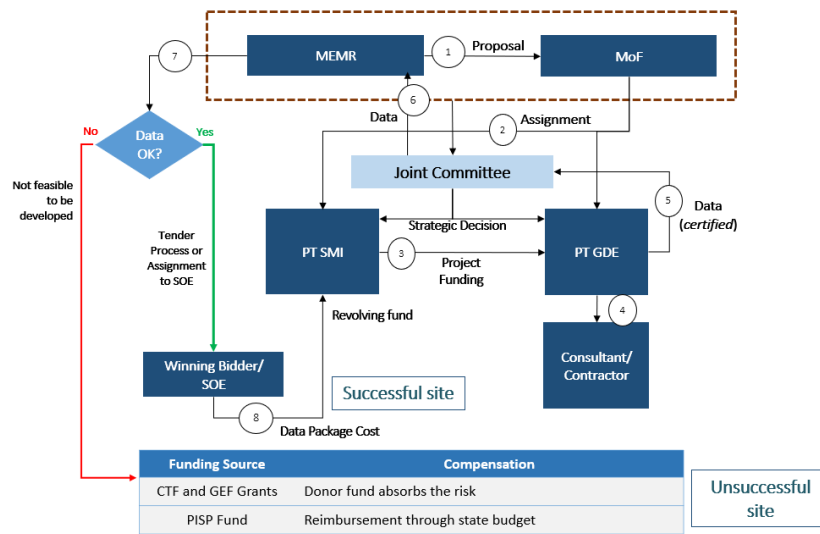 7
MEMR
1
Proposal
MoF
6
Data
2
Assignment
No
Data
OK?
Yes
Joint Committee
Not feasible
to be
developed
5
Data
(certified)
Strategic Decision
Tender
Process or
Assignment
to SOE
PT SMI
3
Project
Funding
PT GDE
Revolving fund
4
Winning Bidder/
SOE
Successful site
Consultant/
Contractor
8
Data Package Cost
Funding Source
Compensation
CTF and GEF Grants
Donor fund absorbs the risk
PISP Fund
Reimbursement through state budget
Unsuccessful
site